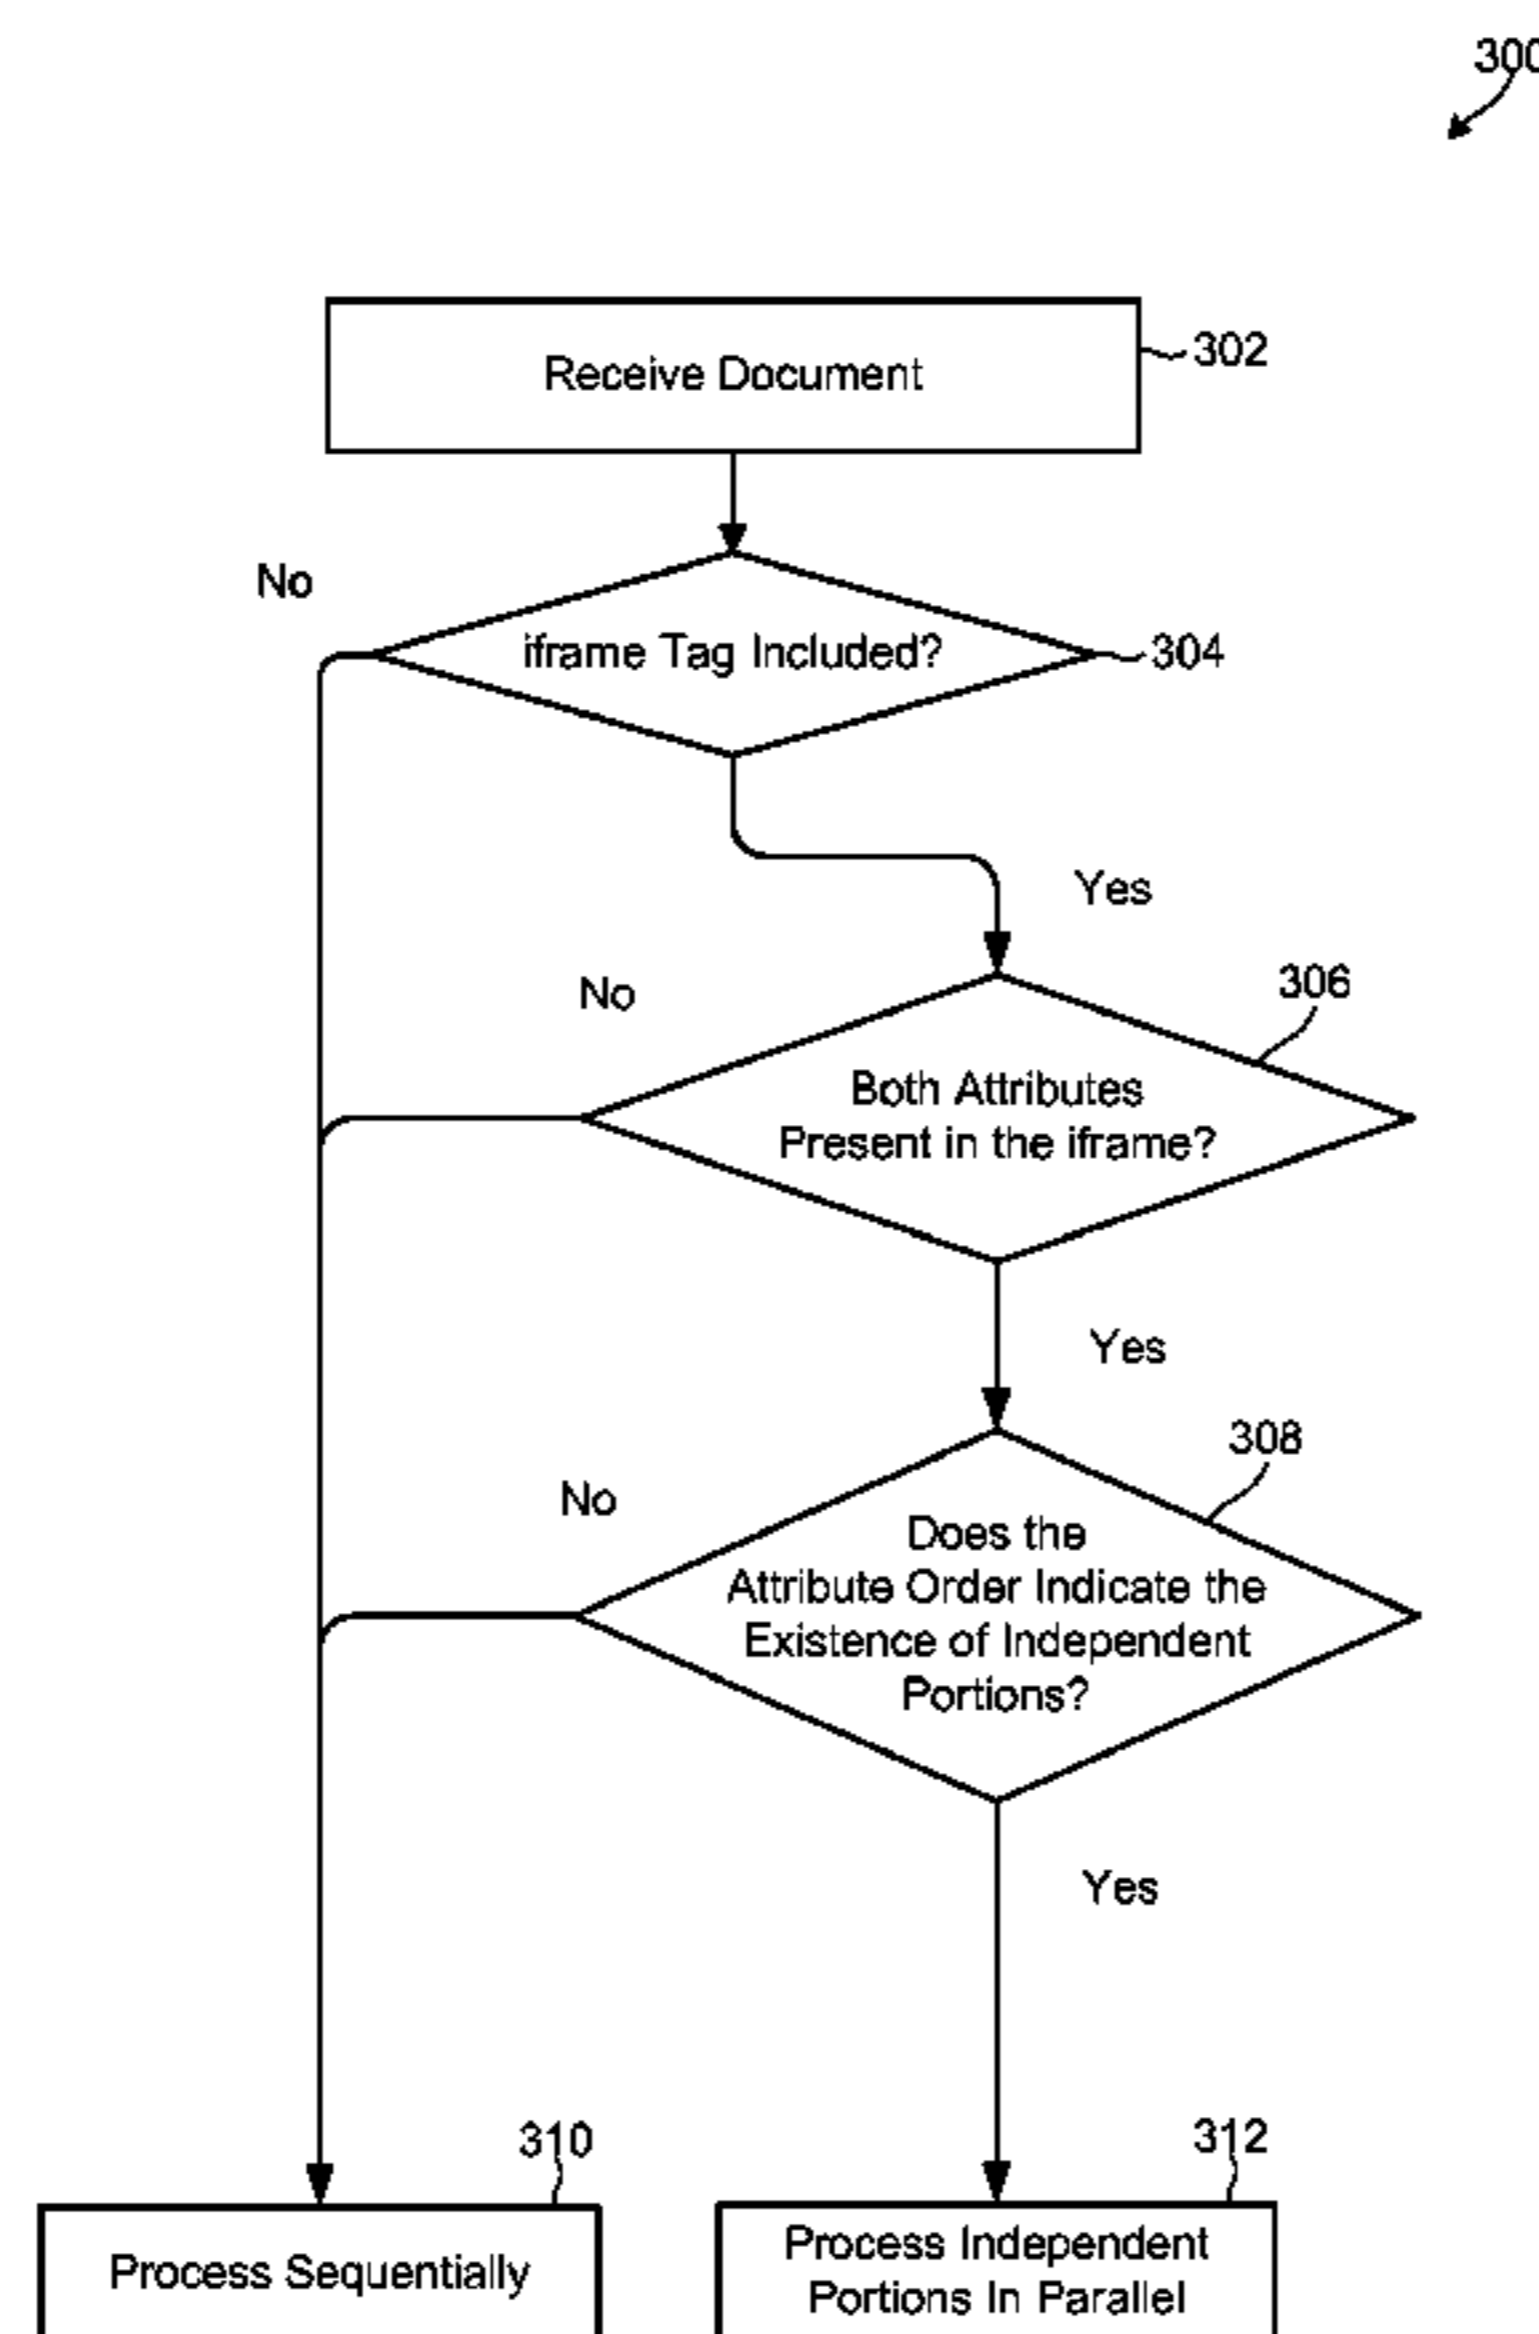 300
Receive Document
302
No
iframe Tag Included?
304
Yes
No
306
Both Attributes
Present in the iframe?
Yes
308
No
Does the
Attribute Order Indicate the
Existence of Independent
Portions?
Yes
310
312
Process Sequentially
Process Independent
Portions In Parallel